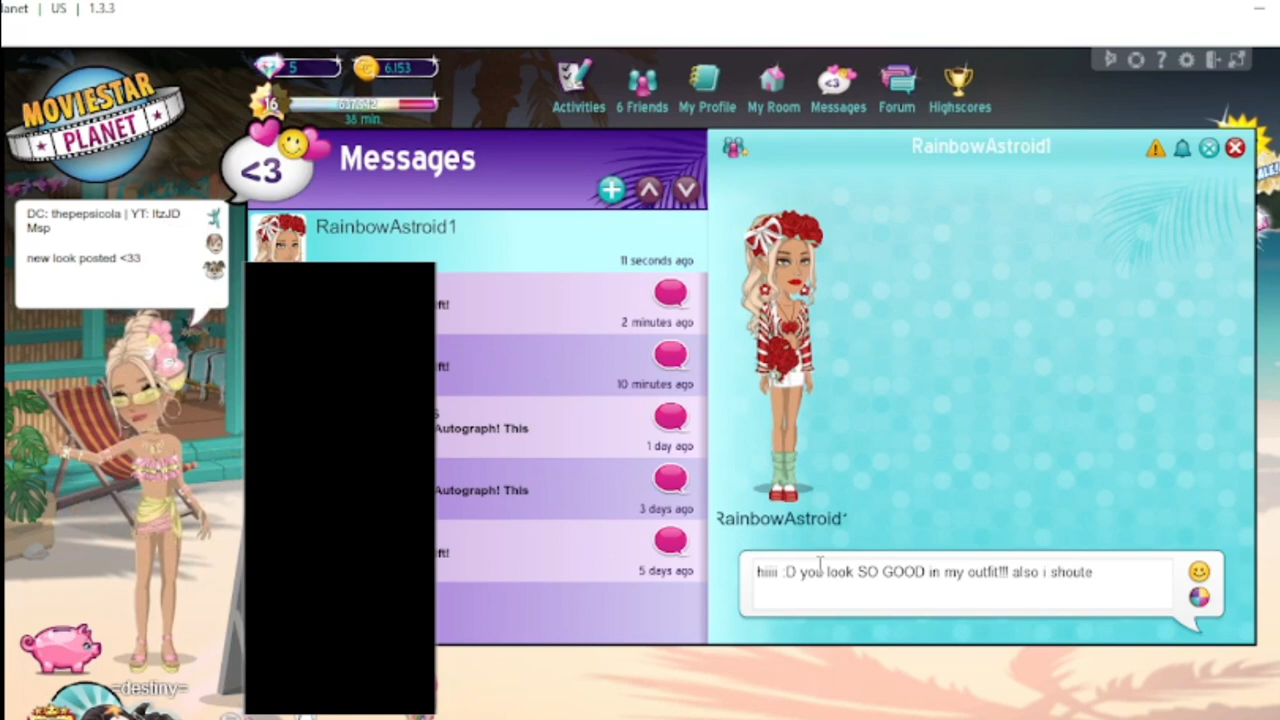 lanet | US | 1.3.3
MOVIESTAR
PLANET
5
6.153
16
38 min.
Activities
6 Friends
My Profile
My Room
<3
Messages
Forum
Highscores
<3
Messages
RainbowAstroid1
DC: thepepsicola | YT: ItzJD
Msp
new look posted <33
RainbowAstroid1
11 seconds ago
ft!
2 minutes ago
ft!
10 minutes ago
Autograph! This
1 day ago
Autograph! This
3 days ago
ft!
5 days ago
RainbowAstroid1
hiiii :D you look SO GOOD in my outfit!!! also i shoute
=destiny=